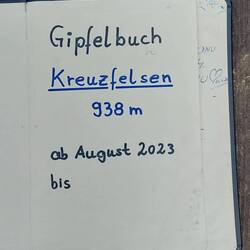 Gipfelbuch
Kreuzfelsen
938 m
ab August 2023
bis